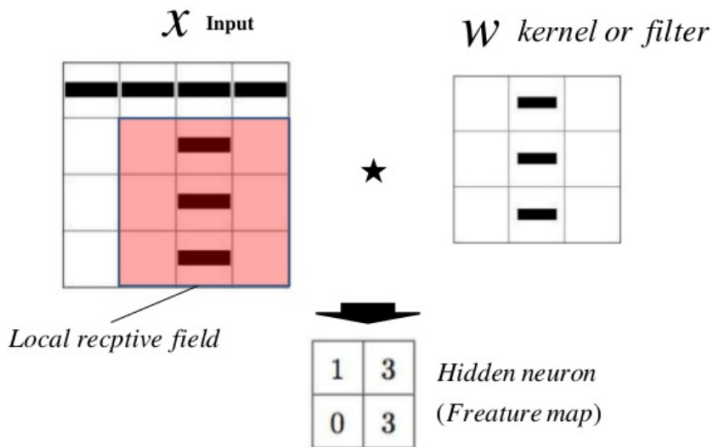 x Input
w kernel or filter
★
Local recptive field
1 3
0 3
Hidden neuron
(Freature map)